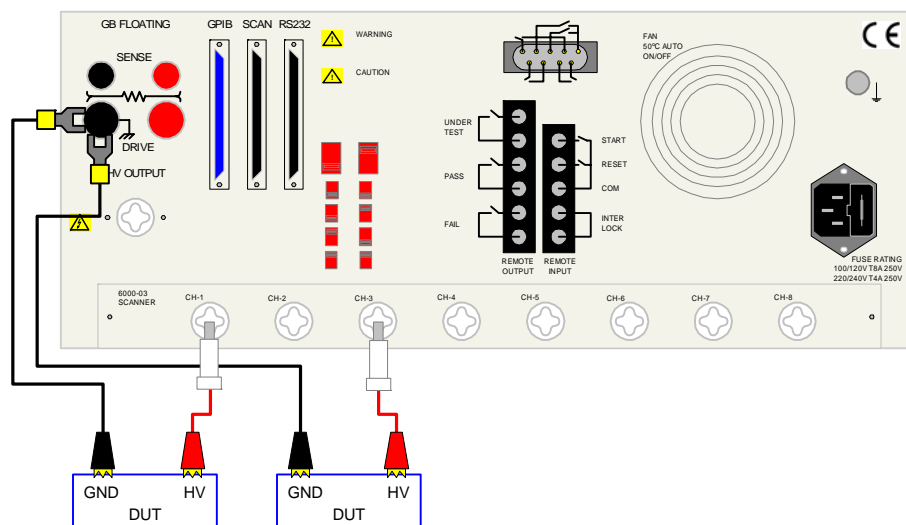 GB FLOATING
GPIB SCAN RS232
SENSE
DRIVE
HV OUTPUT
WARNING
CAUTION
UNDER
TEST
PASS
FAIL
REMOTE
OUTPUT
START
RESET
COM
INTER
LOCK
REMOTE
INPUT
FAN
50°C AUTO
ON/OFF
CE
FUSE RATING
100/120V T8A 250V
220/240V T4A 250V
6000-03
SCANNER
CH-1 CH-2 CH-3 CH-4 CH-5 CH-6 CH-7 CH-8
GND HV
DUT
GND HV
DUT